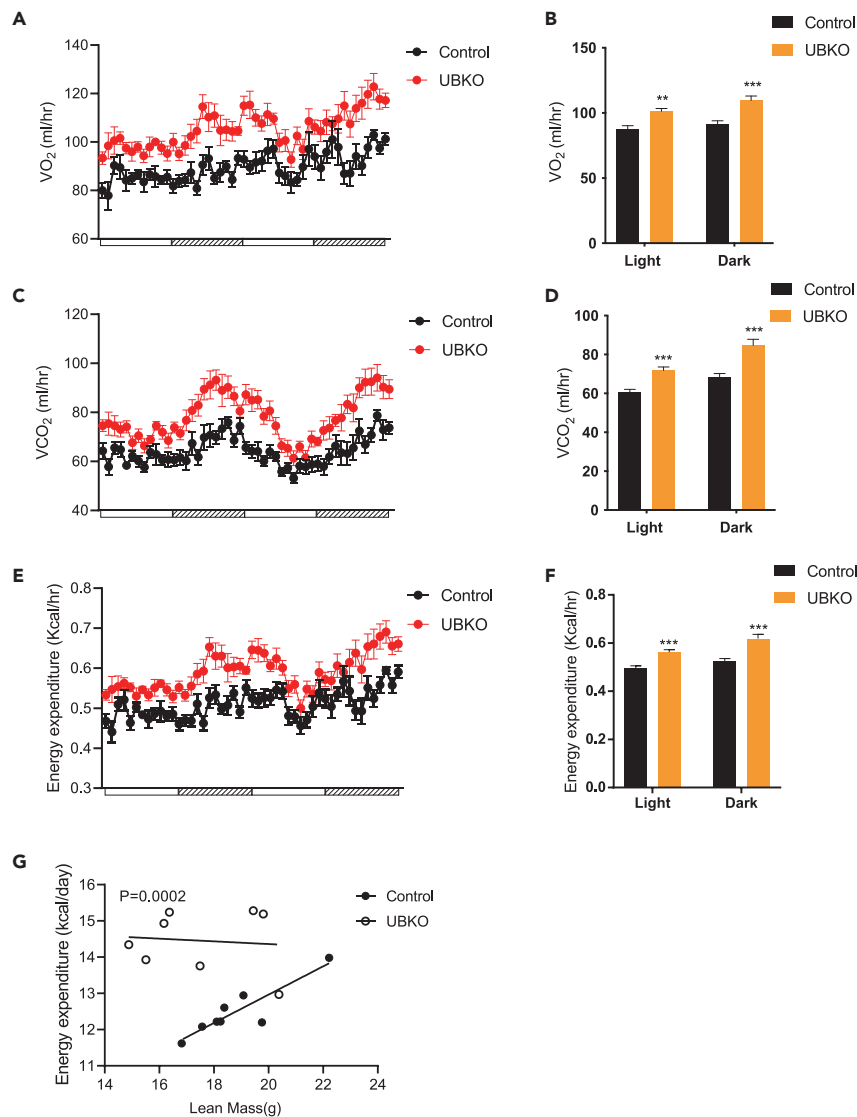 A
VO2 (ml/hr)
140
120
100
80
60
Control
UBKO
B
VO2 (ml/hr)
150
100
50
0
**
***
Light
Dark
Control
UBKO
C
VCO2 (ml/hr)
120
100
80
60
40
Control
UBKO
D
VCO2 (ml/hr)
100
80
60
40
20
0
***
***
Light
Dark
Control
UBKO
E
Energy expenditure (Kcal/hr)
0.8
0.7
0.6
0.5
0.4
0.3
Control
UBKO
F
Energy expenditure (Kcal/hr)
0.8
0.6
0.4
0.2
0.0
***
***
Light
Dark
Control
UBKO
G
Energy expenditure (kcal/day)
16
15
14
13
12
11
P=0.0002
Control
UBKO
14 16 18 20 22 24
Lean Mass(g)